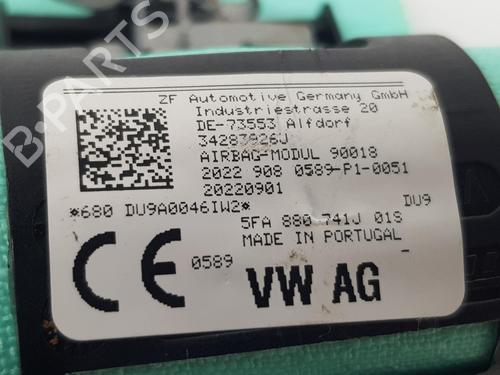 ZF Automotive Germany GmbH
Industriestrasse 20
DE-73553 Alfdorf
34287926J
AIRBAG-MODUL 90018
2022 908 0589-P1-0051
20220901
*680 DU9A0046IW2*
DU9
5FA 880 741J 01S
MADE IN PORTUGAL
CE
0589
VW AG
B-PARTS